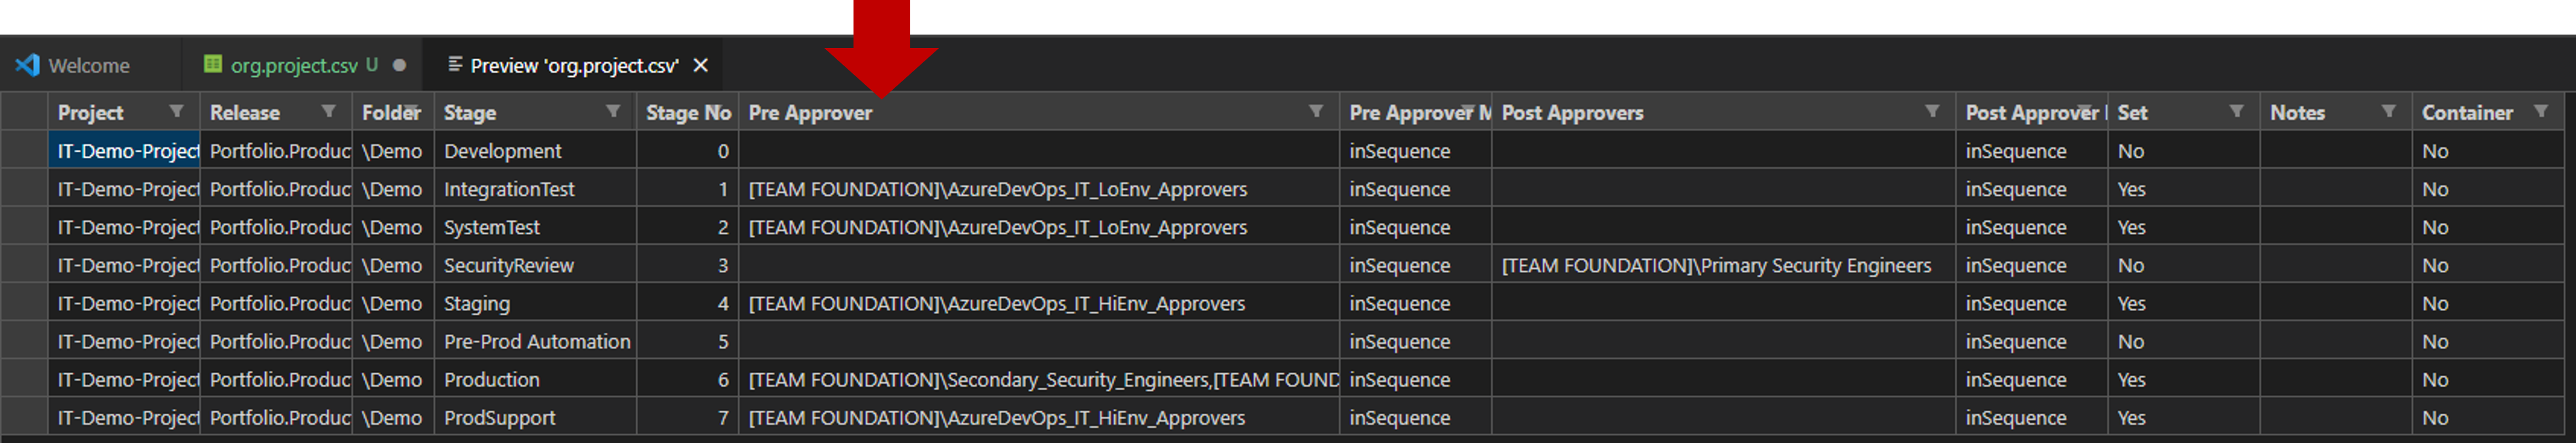 Welcome org.project.csv U Preview 'org.project.csv'
Project Release Folder Stage Stage No Pre Approver Pre Approver M Post Approvers Post Approver Set Notes Container
IT-Demo-Project Portfolio.Produc \Demo Development 0 inSequence inSequence No No
IT-Demo-Project Portfolio.Produc \Demo IntegrationTest 1 [TEAM FOUNDATION]\AzureDevOps_IT_LoEnv_Approvers inSequence inSequence Yes No
IT-Demo-Project Portfolio.Produc \Demo SystemTest 2 [TEAM FOUNDATION]\AzureDevOps_IT_LoEnv_Approvers inSequence inSequence Yes No
IT-Demo-Project Portfolio.Produc \Demo SecurityReview 3 inSequence [TEAM FOUNDATION]\Primary Security Engineers inSequence No No
IT-Demo-Project Portfolio.Produc \Demo Staging 4 [TEAM FOUNDATION]\AzureDevOps_IT_HiEnv_Approvers inSequence inSequence Yes No
IT-Demo-Project Portfolio.Produc \Demo Pre-Prod Automation 5 inSequence inSequence No No
IT-Demo-Project Portfolio.Produc \Demo Production 6 [TEAM FOUNDATION]\Secondary_Security_Engineers,[TEAM FOUND inSequence inSequence Yes No
IT-Demo-Project Portfolio.Produc \Demo ProdSupport 7 [TEAM FOUNDATION]\AzureDevOps_IT_HiEnv_Approvers inSequence inSequence Yes No